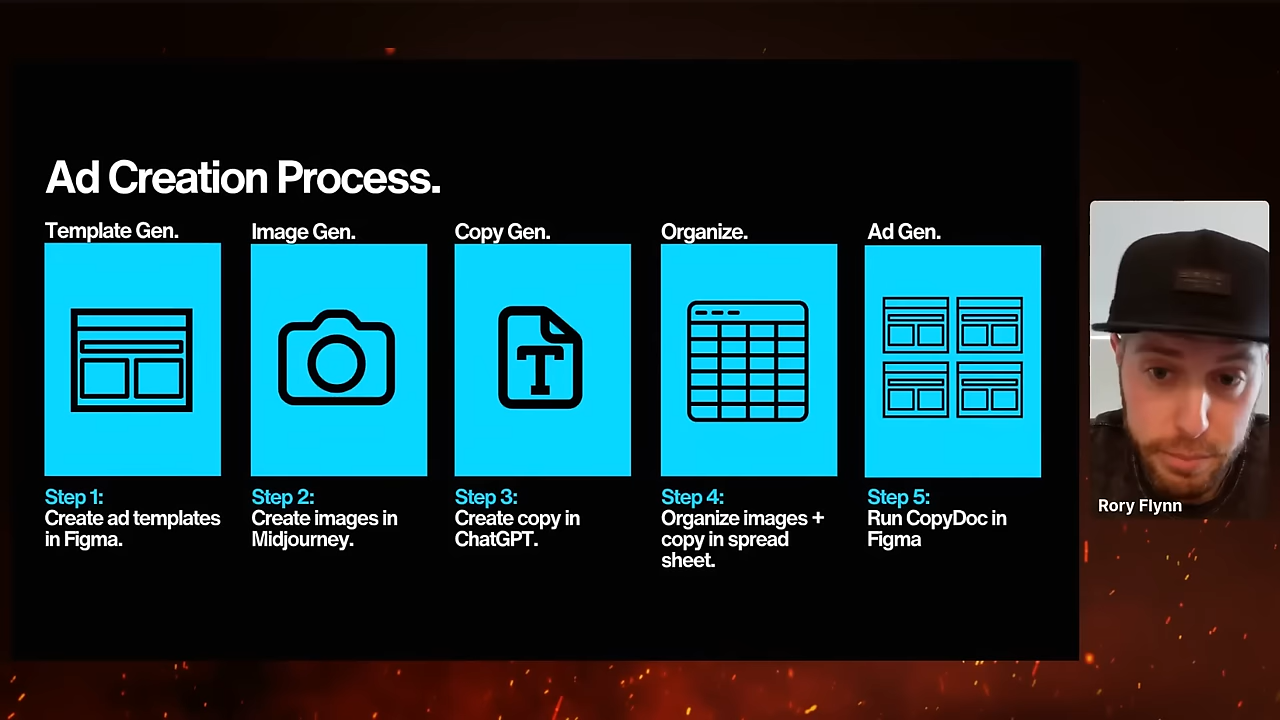 Ad Creation Process.
Template Gen.
Image Gen.
Copy Gen.
Organize.
Ad Gen.
Step 1:
Create ad templates
in Figma.
Step 2:
Create images in
Midjourney.
Step 3:
Create copy in
ChatGPT.
Step 4:
Organize images +
copy in spread
sheet.
Step 5:
Run CopyDoc in
Figma
Rory Flynn